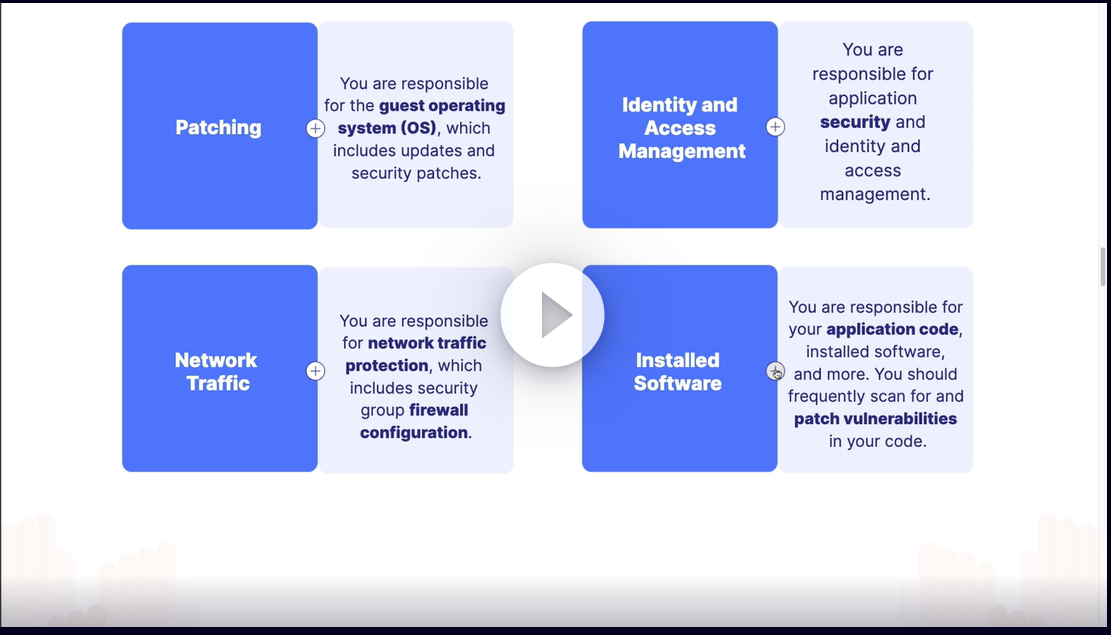 Patching
You are responsible
for the guest operating
system (OS), which
includes updates and
security patches.
Identity and
Access
Management
You are
responsible for
application
security and
identity and
access
management.
Network
Traffic
You are responsible
for network traffic
protection, which
includes security
group firewall
configuration.
Installed
Software
You are responsible for
your application code,
installed software,
and more. You should
frequently scan for and
patch vulnerabilities
in your code.